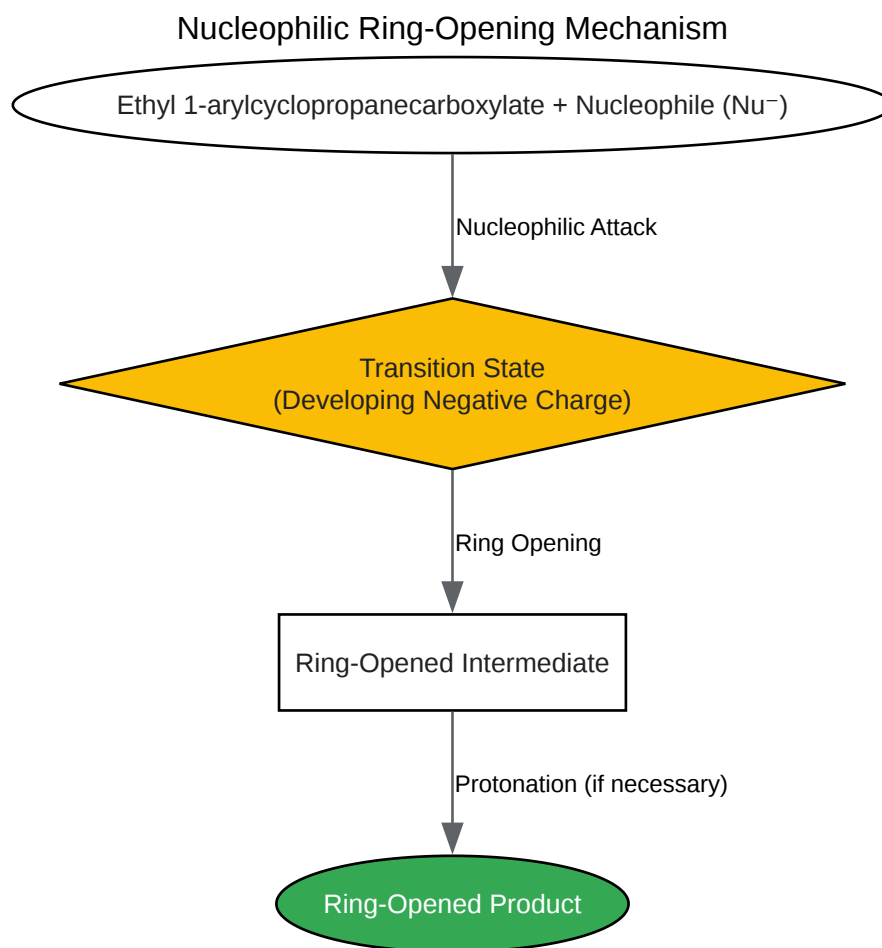 Nucleophilic Ring-Opening Mechanism
Ethyl 1-arylcyclopropanecarboxylate + Nucleophile (Nu⁻)
Nucleophilic Attack
Transition State
(Developing Negative Charge)
Ring Opening
Ring-Opened Intermediate
Protonation (if necessary)
Ring-Opened Product